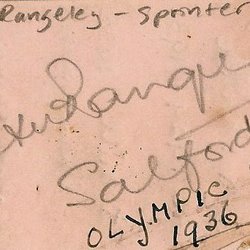 Rangeley - Sprinter
Salford
OLYMPIC
1936